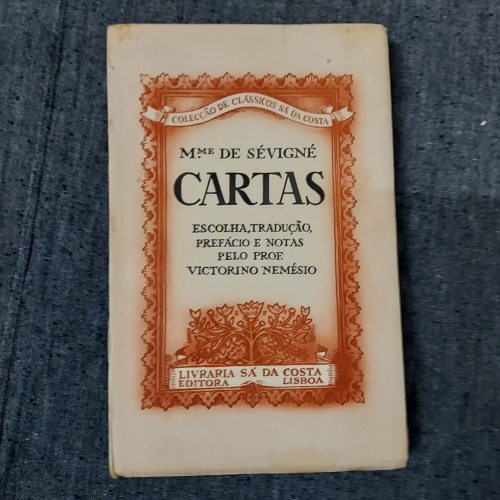 COLECÇÃO DE CLÁSSICOS SÁ DA COSTA
M.ME DE SÉVIGNÉ
CARTAS
ESCOLHA, TRADUÇÃO,
PREFÁCIO E NOTAS
PELO PROF.
VICTORINO NEMÉSIO
LIVRARIA SÁ DA COSTA
EDITORA LISBOA